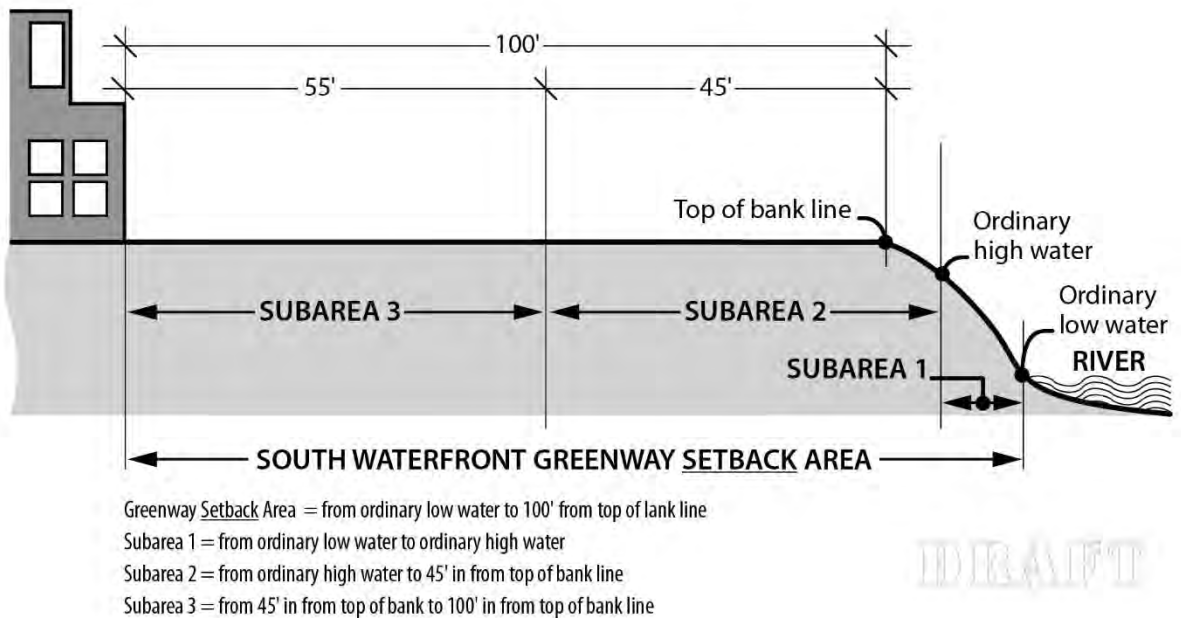 100'
55'
45'
Top of bank line
Ordinary
high water
Ordinary
low water
RIVER
SUBAREA 3
SUBAREA 2
SUBAREA 1
SOUTH WATERFRONT GREENWAY SETBACK AREA
Greenway Setback Area = from ordinary low water to 100' from top of lank line
Subarea 1 = from ordinary low water to ordinary high water
Subarea 2 = from ordinary high water to 45' in from top of bank line
Subarea 3 = from 45' in from top of bank to 100' in from top of bank line
DRAFT